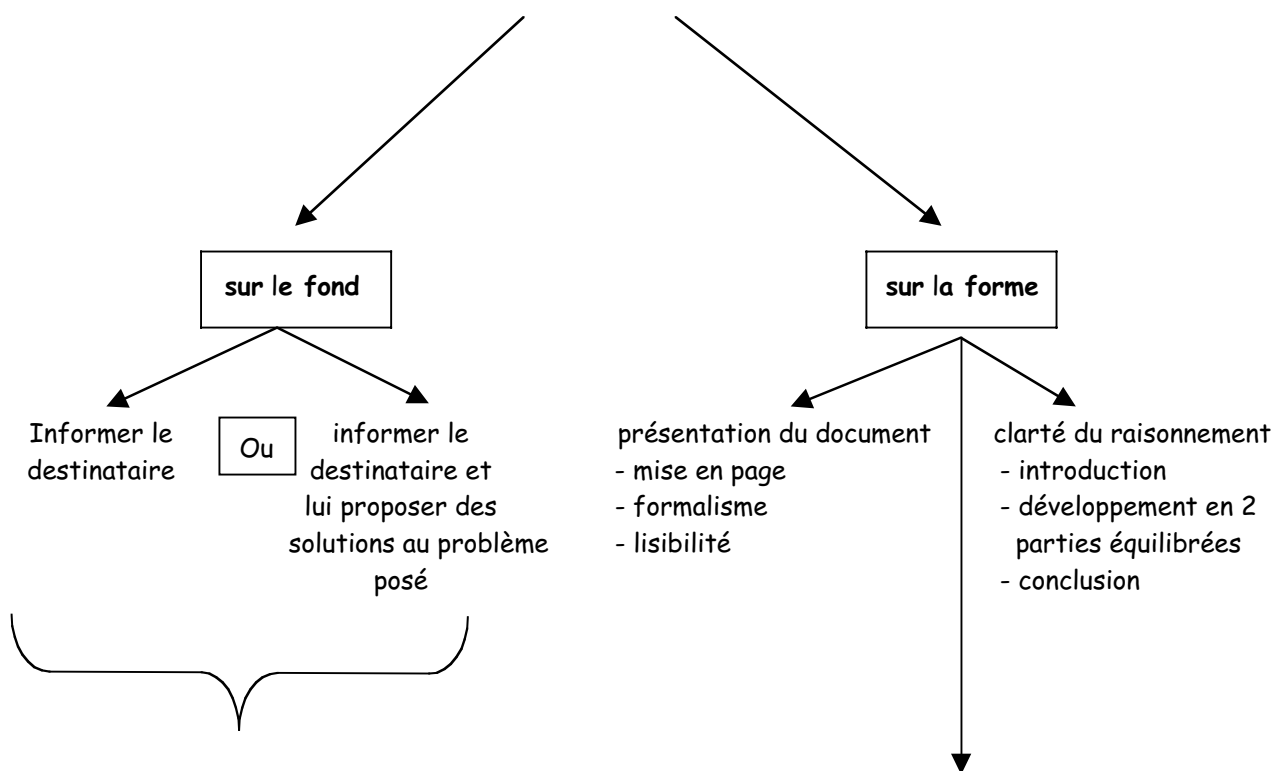 sur le fond
sur la forme
Informer le
destinataire
Ou
informer le
destinataire et
lui proposer des
solutions au problème
posé
présentation du document
- mise en page
- formalisme
- lisibilité
clarté du raisonnement
- introduction
- développement en 2
parties équilibrées
- conclusion